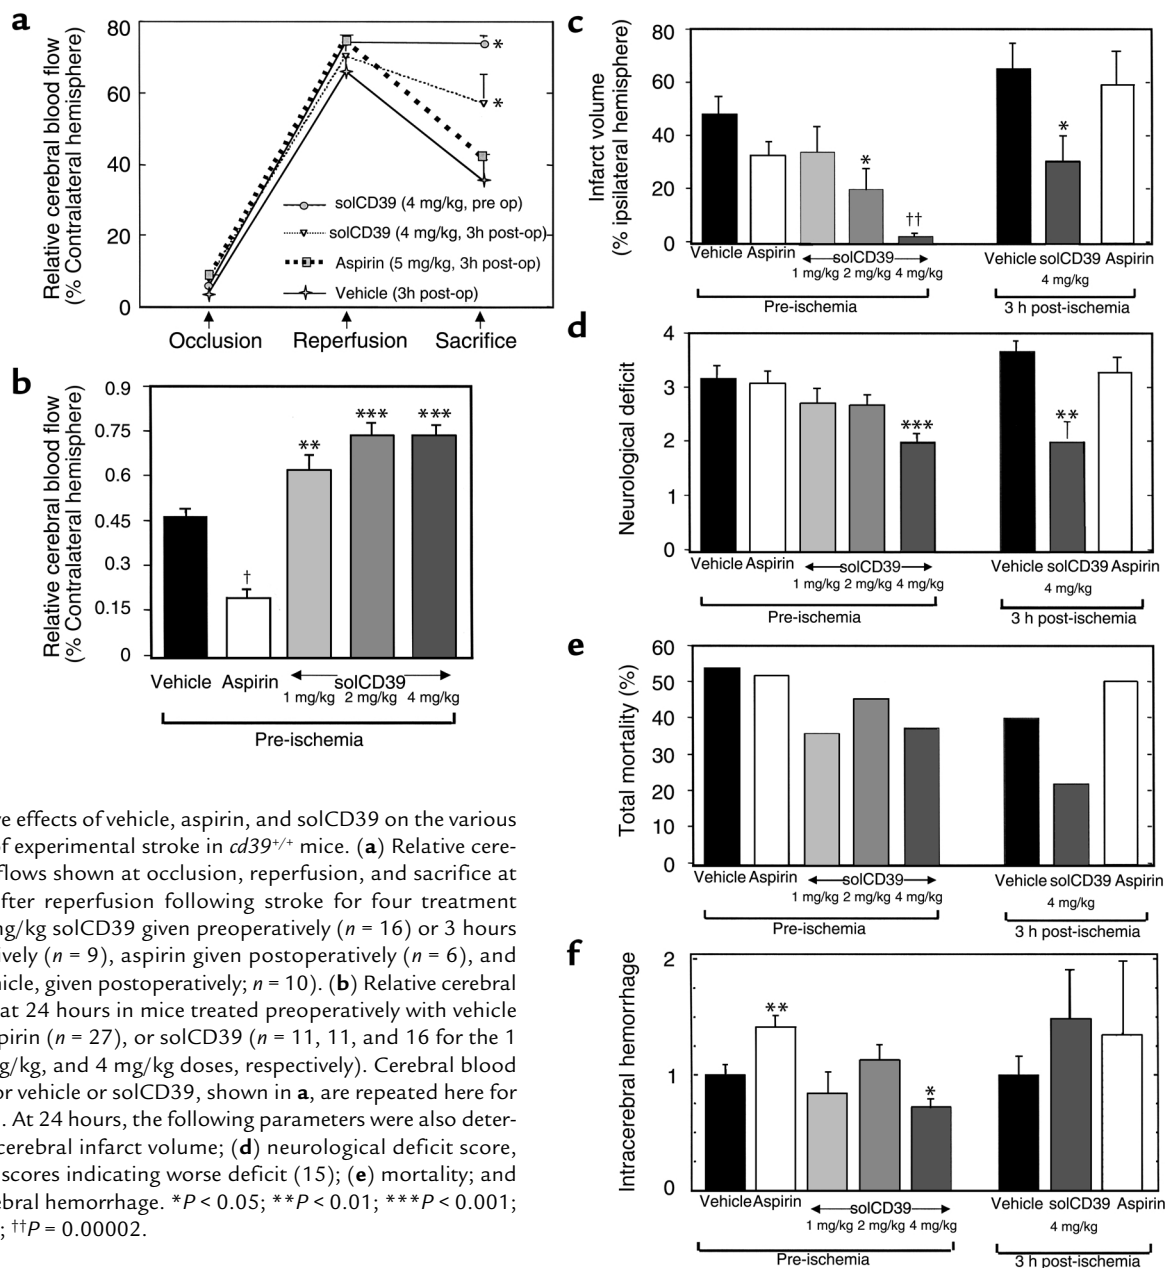 a
Relative cerebral blood flow
(% Contralateral hemisphere)
80
60
40
20
0
*
*
solCD39 (4 mg/kg, pre op)
solCD39 (4 mg/kg, 3h post-op)
Aspirin (5 mg/kg, 3h post-op)
Vehicle (3h post-op)
Occlusion Reperfusion Sacrifice
b
Relative cerebral blood flow
(% Contralateral hemisphere)
0.9
0.75
0.6
0.45
0.3
0.15
0
† ** *** ***
Vehicle Aspirin solCD39
1 mg/kg 2 mg/kg 4 mg/kg
Pre-ischemia
ve effects of vehicle, aspirin, and solCD39 on the various
of experimental stroke in cd39+/+ mice. (a) Relative cere-
flows shown at occlusion, reperfusion, and sacrifice at
fter reperfusion following stroke for four treatment
mg/kg solCD39 given preoperatively (n = 16) or 3 hours
ively (n = 9), aspirin given postoperatively (n = 6), and
hicle, given postoperatively; n = 10). (b) Relative cerebral
at 24 hours in mice treated preoperatively with vehicle
pirin (n = 27), or solCD39 (n = 11, 11, and 16 for the 1
g/kg, and 4 mg/kg doses, respectively). Cerebral blood
or vehicle or solCD39, shown in a, are repeated here for
. At 24 hours, the following parameters were also deter-
cerebral infarct volume; (d) neurological deficit score,
scores indicating worse deficit (15); (e) mortality; and
ebral hemorrhage. *P < 0.05; **P < 0.01; ***P < 0.001;
; ††P = 0.00002.
c
Infarct volume
(% ipsilateral hemisphere)
80
60
40
20
0
* †† *
Vehicle Aspirin solCD39 Vehicle solCD39 Aspirin
1 mg/kg 2 mg/kg 4 mg/kg 4 mg/kg
Pre-ischemia 3 h post-ischemia
d
Neurological deficit
4
3
2
1
0
*** **
†
Vehicle Aspirin solCD39 Vehicle solCD39 Aspirin
1 mg/kg 2 mg/kg 4 mg/kg 4 mg/kg
Pre-ischemia 3 h post-ischemia
e
Total mortality (%)
60
50
40
30
20
10
0
Vehicle Aspirin solCD39 Vehicle solCD39 Aspirin
1 mg/kg 2 mg/kg 4 mg/kg 4 mg/kg
Pre-ischemia 3 h post-ischemia
f
Intracerebral hemorrhage
2
1
0
** *
Vehicle Aspirin solCD39 Vehicle solCD39 Aspirin
1 mg/kg 2 mg/kg 4 mg/kg 4 mg/kg
Pre-ischemia 3 h post-ischemia